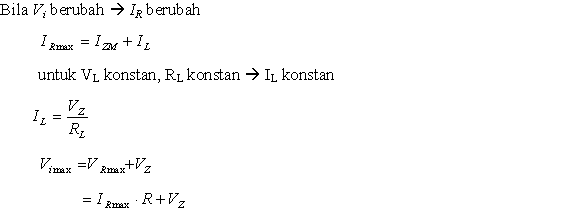 Bila Vᵢ berubah → I_R berubah
I_Rmax = I_ZM + I_L
untuk V_L konstan, R_L konstan → I_L konstan
I_L = V_Z / R_L
V_imax = V_Rmax + V_Z
= I_Rmax · R + V_Z